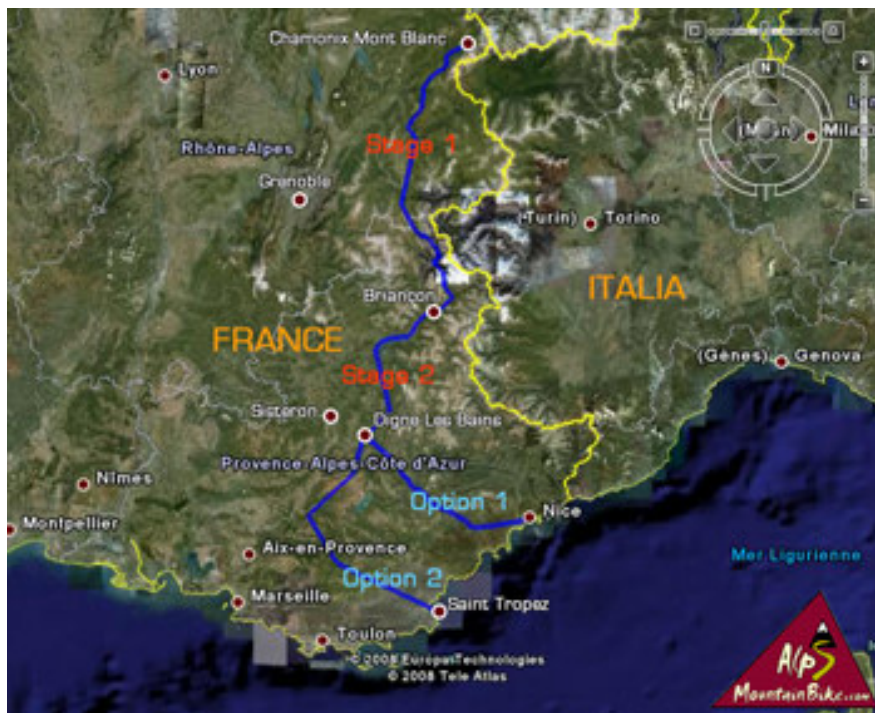 Chamonix Mont Blanc
Lyon
N
(Milan)
Stage 1
Rhône-Alpes
Grenoble
(Turin)
Torino
Briançon
ITALIA
FRANCE
(Gênes)
Genova
Stage 2
Sisteron
Digne Les Bains
Provence-Alpes-Côte d'Azur
Nîmes
Option 1
Nice
Montpellier
Aix-en-Provence
Mer Ligurienne
Option 2
Marseille
Saint Tropez
Toulon
© 2008 Europa Technologies
© 2008 Tele Atlas
Alps
MountainBike.com